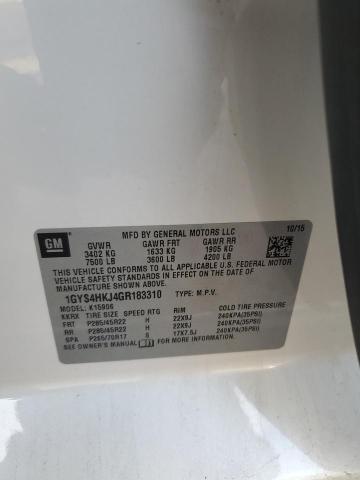 GM
MFD BY GENERAL MOTORS LLC 10/15
GVWR GAWR FRT GAWR RR
3402 KG 1633 KG 1905 KG
7500 LB 3600 LB 4200 LB
THIS VEHICLE CONFORMS TO ALL APPLICABLE U.S. FEDERAL MOTOR
VEHICLE SAFETY STANDARDS IN EFFECT ON THE DATE OF
MANUFACTURE SHOWN ABOVE.
1GYS4HKJ4GR183310 TYPE: M.P.V.
MODEL: K15906
KKRX TIRE SIZE SPEED RTG RIM COLD TIRE PRESSURE
FRT P285/45R22 H 22X9J 240KPA(35PSI)
RR P285/45R22 H 22X9J 240KPA(35PSI)
SPA P265/70R17 S 17X7.5J 240KPA(35PSI)
SEE OWNER'S MANUAL FOR MORE INFORMATION.